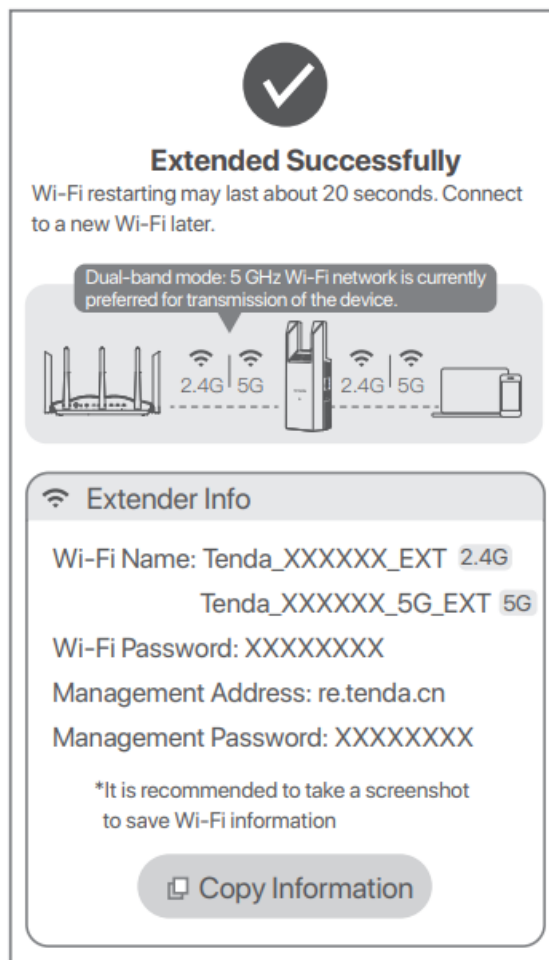 Extended Successfully
Wi-Fi restarting may last about 20 seconds. Connect
to a new Wi-Fi later.
Dual-band mode: 5 GHz Wi-Fi network is currently
preferred for transmission of the device.
2.4G 5G 2.4G 5G
Extender Info
Wi-Fi Name: Tenda_XXXXXX_EXT 2.4G
Tenda_XXXXXX_5G_EXT 5G
Wi-Fi Password: XXXXXXXX
Management Address: re.tenda.cn
Management Password: XXXXXXXX
*It is recommended to take a screenshot
to save Wi-Fi information
Copy Information